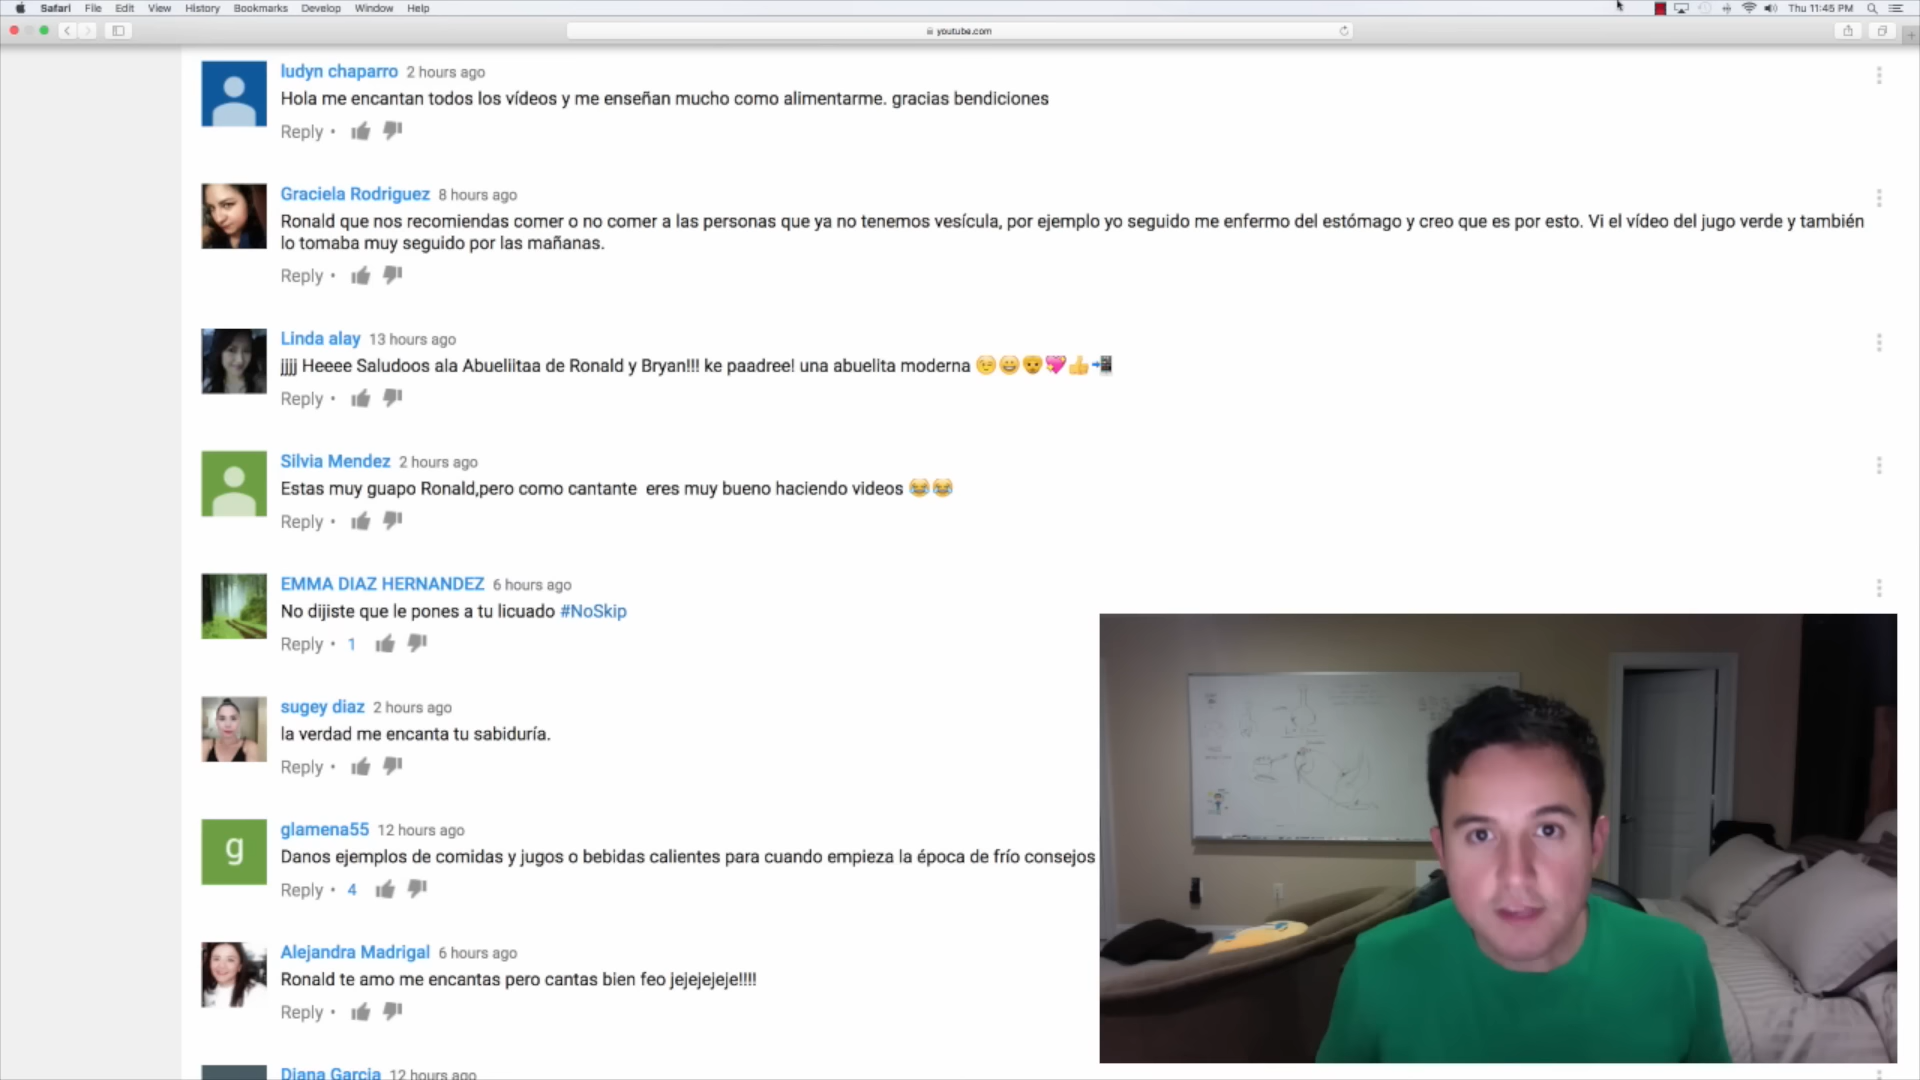 Safari File Edit View History Bookmarks Develop Window Help Thu 11:45 PM
youtube.com
ludyn chaparro 2 hours ago
Hola me encantan todos los vídeos y me enseñan mucho como alimentarme. gracias bendiciones
Reply •
Graciela Rodriguez 8 hours ago
Ronald que nos recomiendas comer o no comer a las personas que ya no tenemos vesícula, por ejemplo yo seguido me enfermo del estómago y creo que es por esto. Vi el vídeo del jugo verde y también
lo tomaba muy seguido por las mañanas.
Reply •
Linda alay 13 hours ago
jjjj Heeee Saludoos ala Abueliitaa de Ronald y Bryan!!! ke paadree! una abuelita moderna 😉😀🦁💖👍📲
Reply •
Silvia Mendez 2 hours ago
Estas muy guapo Ronald,pero como cantante eres muy bueno haciendo videos 😂😂
Reply •
EMMA DIAZ HERNANDEZ 6 hours ago
No dijiste que le pones a tu licuado #NoSkip
Reply • 1
sugey diaz 2 hours ago
la verdad me encanta tu sabiduría.
Reply •
g
glamena55 12 hours ago
Danos ejemplos de comidas y jugos o bebidas calientes para cuando empieza la época de frío consejos
Reply • 4
Alejandra Madrigal 6 hours ago
Ronald te amo me encantas pero cantas bien feo jejejejeje!!!!
Reply •
Diana Garcia 12 hours ago